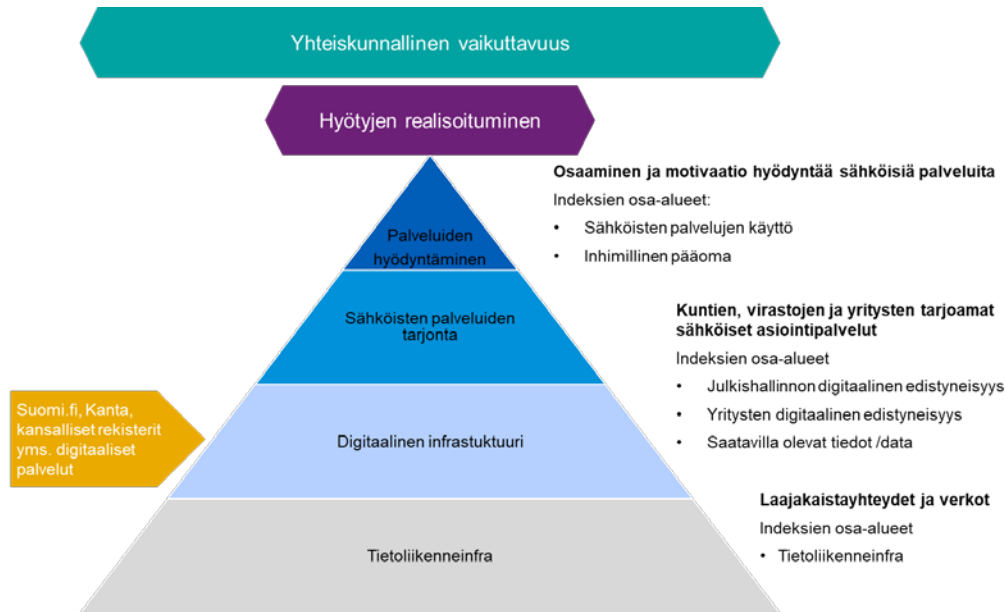 Yhteiskunnallinen vaikuttavuus
Hyötyjen realisoituminen
Osaaminen ja motivaatio hyödyntää sähköisiä palveluita
Indeksien osa-alueet:
• Sähköisten palvelujen käyttö
• Inhimillinen pääoma
Palveluiden
hyödyntäminen
Kuntien, virastojen ja yritysten tarjoamat
sähköiset asiointipalvelut
Indeksien osa-alueet
• Julkishallinnon digitaalinen edistyneisyys
• Yritysten digitaalinen edistyneisyys
• Saatavilla olevat tiedot /data
Sähköisten palveluiden
tarjonta
Suomi.fi, Kanta,
kansalliset rekisterit
yms. digitaaliset
palvelut
Digitaalinen infrastuktuuri
Laajakaistayhteydet ja verkot
Indeksien osa-alueet
• Tietoliikenneinfra
Tietoliikenneinfra